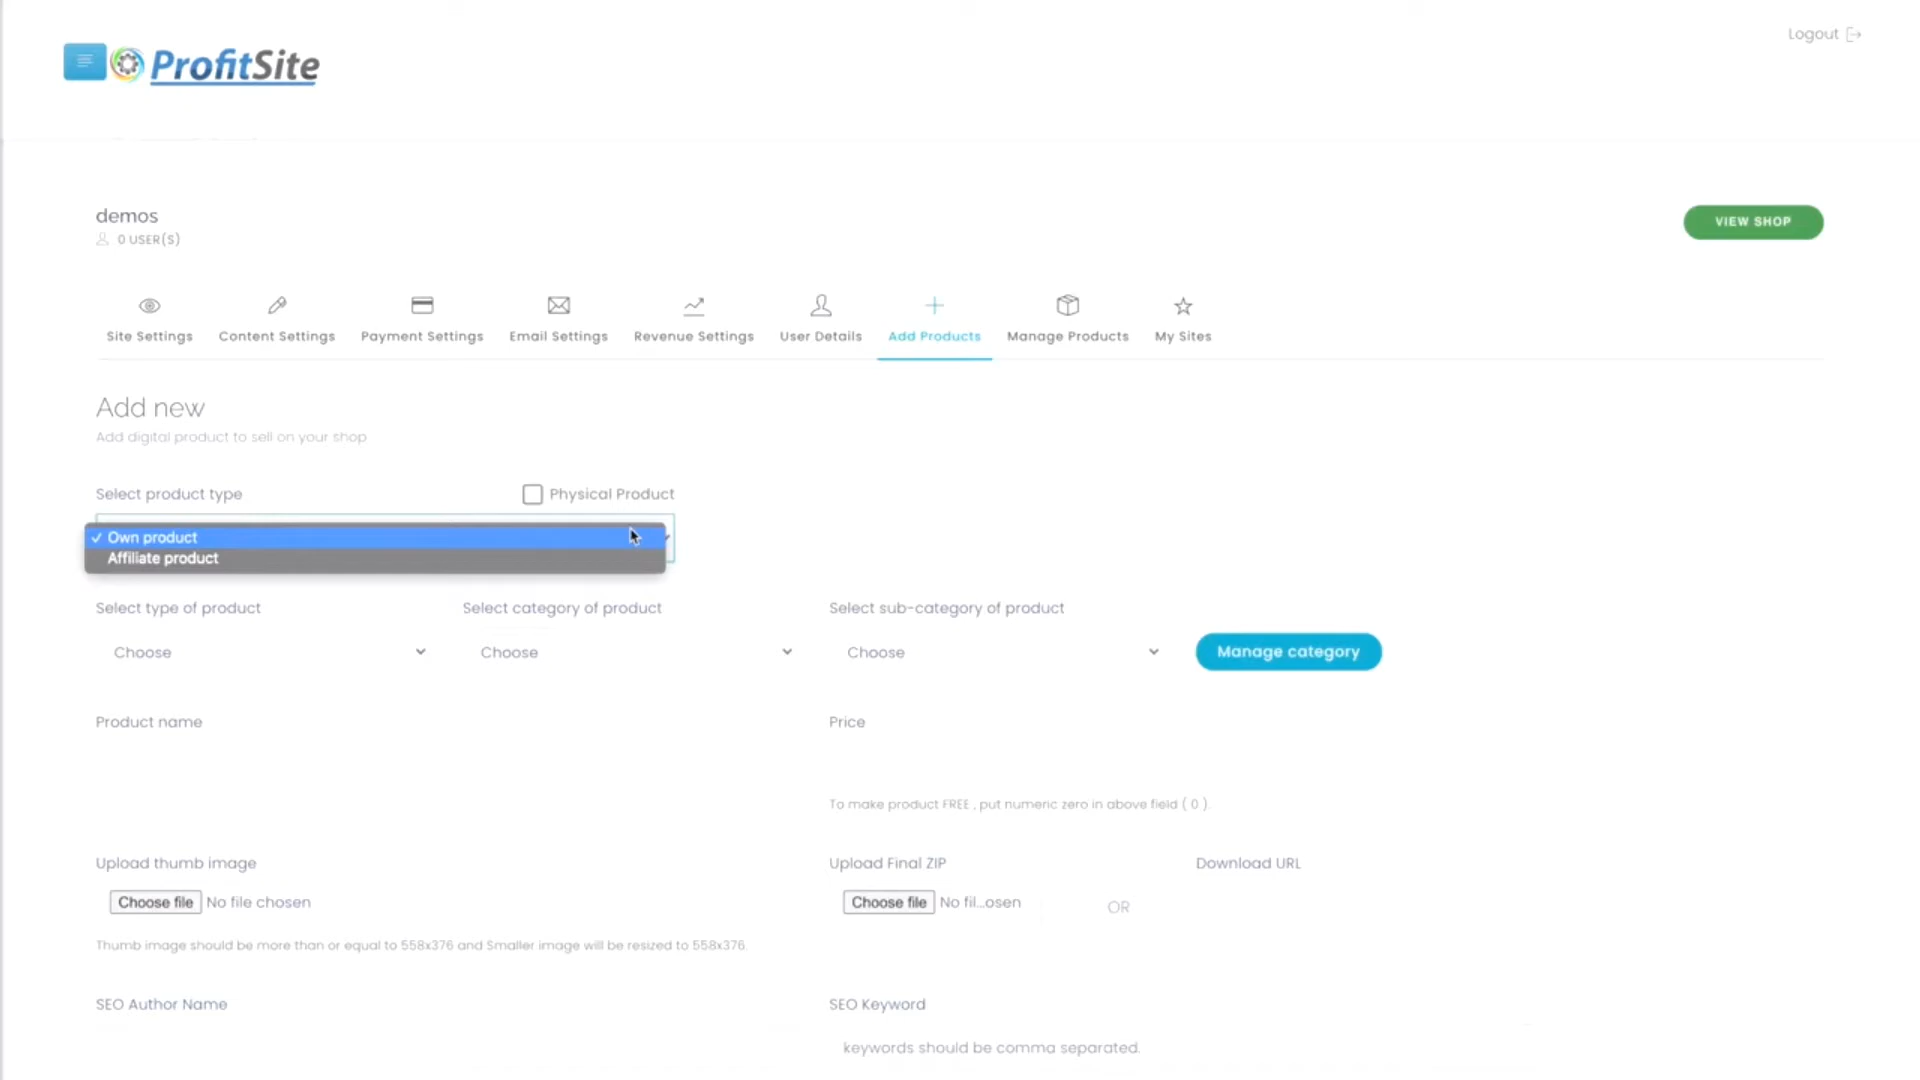 Logout
ProfitSite
demos
0 USER(S)
VIEW SHOP
Site Settings
Content Settings
Payment Settings
Email Settings
Revenue Settings
User Details
Add Products
Manage Products
My Sites
Add new
Add digital product to sell on your shop
Select product type
Physical Product
✓ Own product
Affiliate product
Select type of product
Select category of product
Select sub-category of product
Choose
Choose
Choose
Manage category
Product name
Price
To make product FREE , put numeric zero in above field ( 0 ).
Upload thumb image
Upload Final ZIP
Download URL
Choose file No file chosen
Choose file No fil...osen
OR
Thumb image should be more than or equal to 558x376 and Smaller image will be resized to 558x376.
SEO Author Name
SEO Keyword
keywords should be comma separated.